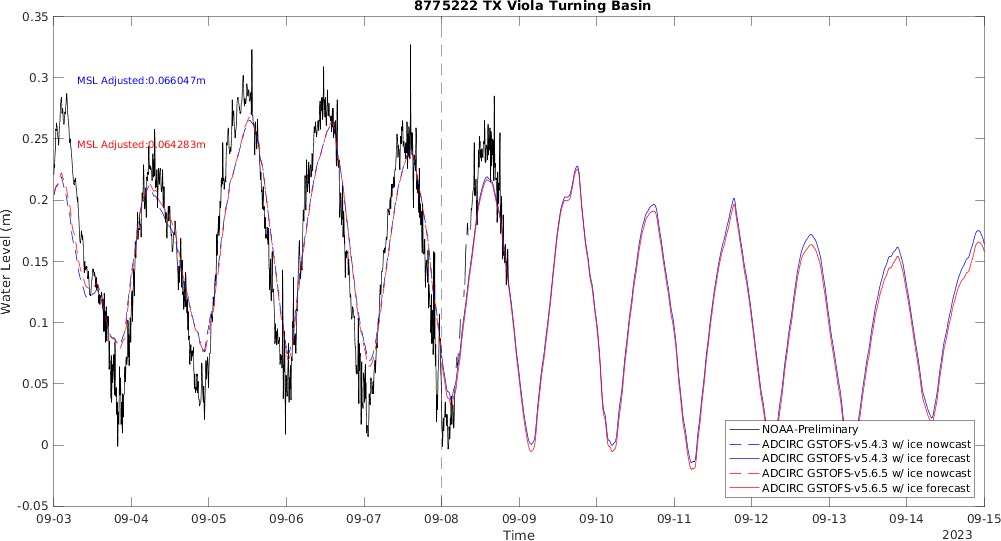 8775222 TX Viola Turning Basin
0.35
0.3
0.25
0.2
0.15
0.1
0.05
0
-0.05
Water Level (m)
MSL Adjusted:0.066047m
MSL Adjusted:0.064283m
NOAA-Preliminary
ADCIRC GSTOFS-v5.4.3 w/ ice nowcast
ADCIRC GSTOFS-v5.4.3 w/ ice forecast
ADCIRC GSTOFS-v5.6.5 w/ ice nowcast
ADCIRC GSTOFS-v5.6.5 w/ ice forecast
09-03 09-04 09-05 09-06 09-07 09-08 09-09 09-10 09-11 09-12 09-13 09-14 09-15
2023
Time